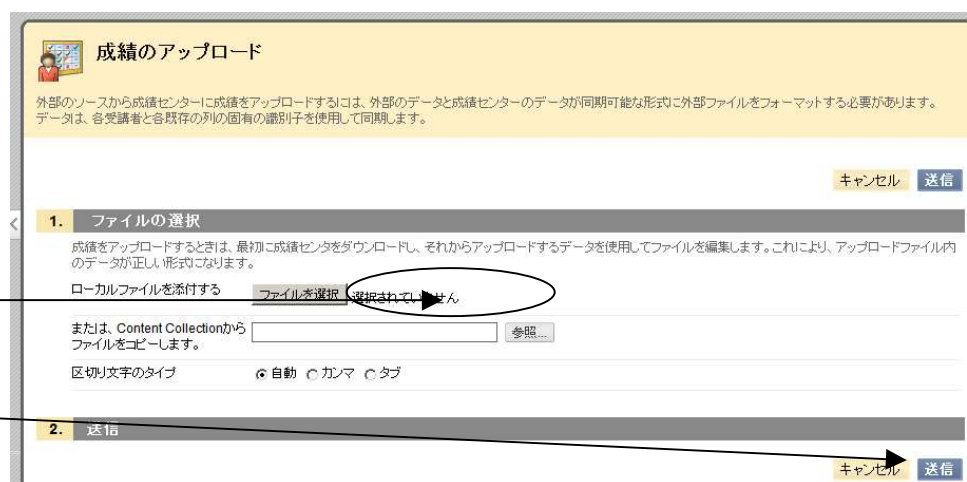 成績のアップロード
外部のソースから成績センターに成績をアップロードするには、外部のデータと成績センターのデータが同期可能な形式に外部ファイルをフォーマットする必要があります。
データは、各受講者と各既存の列の固有の識別子を使用して同期します。
キャンセル 送信
1. ファイルの選択
成績をアップロードするときは、最初に成績センタをダウンロードし、それからアップロードするデータを使用してファイルを編集します。これにより、アップロードファイル内
のデータが正しい形式になります。
ローカルファイルを添付する ファイルを選択 選択されていません
または、Content Collectionから
ファイルをコピーします。 参照...
区切り文字のタイプ 自動 カンマ タブ
2. 送信
キャンセル 送信